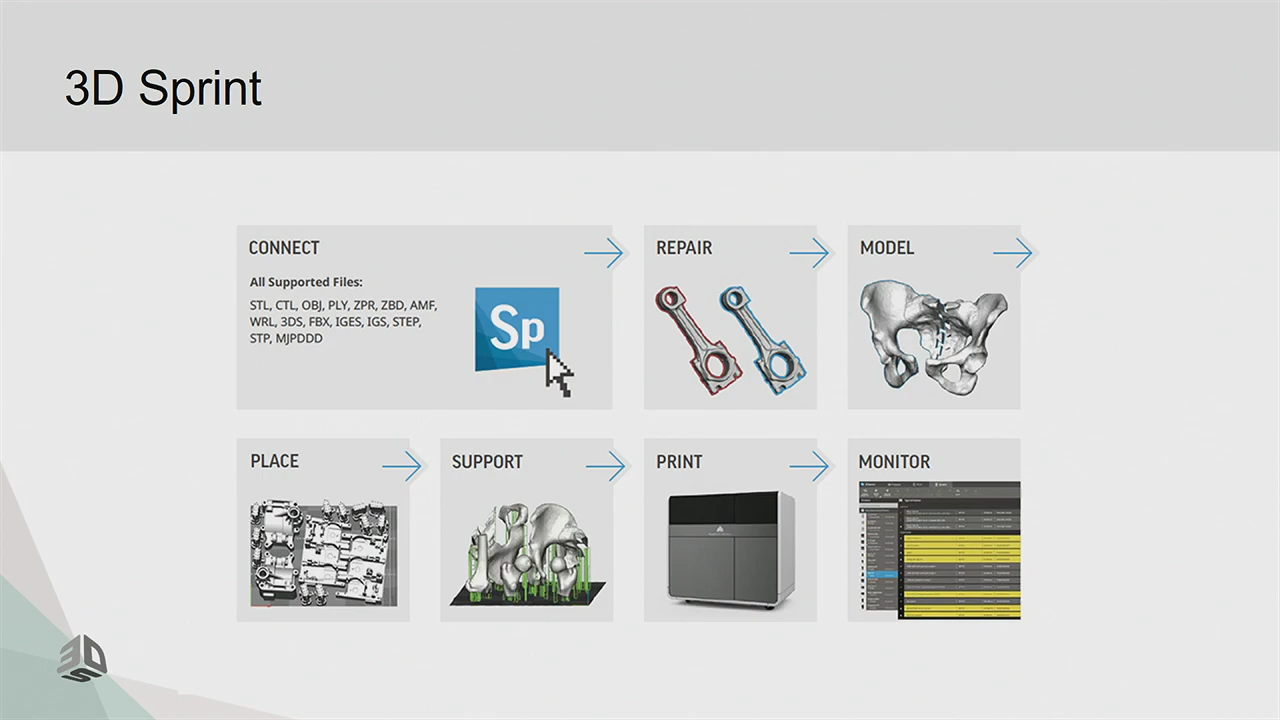 3D Sprint
CONNECT
All Supported Files:
STL, CTL, OBJ, PLY, ZPR, ZBD, AMF,
WRL, 3DS, FBX, IGES, IGS, STEP,
STP, MJPDDD
Sp
REPAIR
MODEL
PLACE
SUPPORT
PRINT
MONITOR
3DS